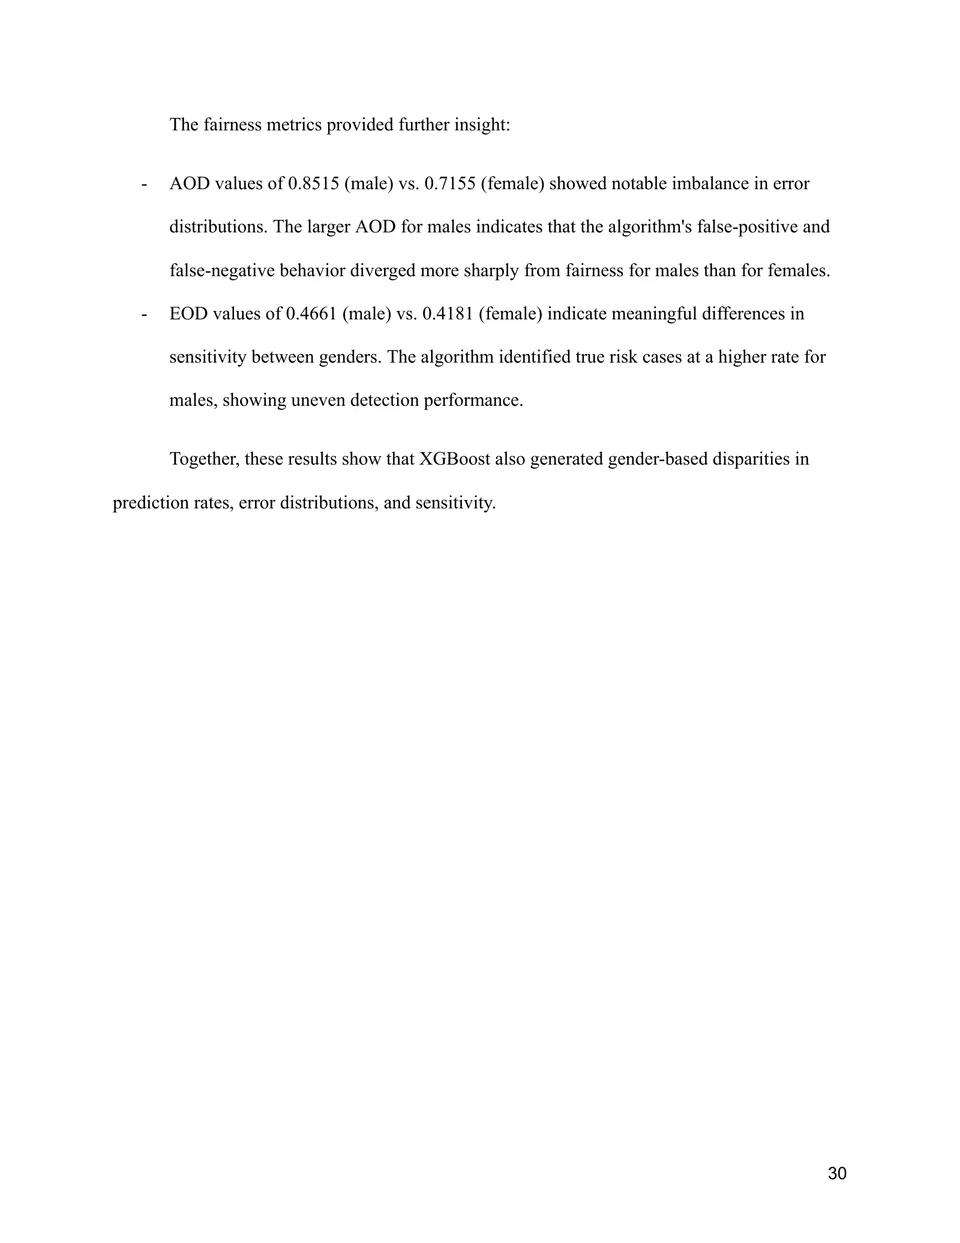 The fairness metrics provided further insight:
- AOD values of 0.8515 (male) vs. 0.7155 (female) showed notable imbalance in error
distributions. The larger AOD for males indicates that the algorithm's false-positive and
false-negative behavior diverged more sharply from fairness for males than for females.
- EOD values of 0.4661 (male) vs. 0.4181 (female) indicate meaningful differences in
sensitivity between genders. The algorithm identified true risk cases at a higher rate for
males, showing uneven detection performance.
Together, these results show that XGBoost also generated gender-based disparities in
prediction rates, error distributions, and sensitivity.
30